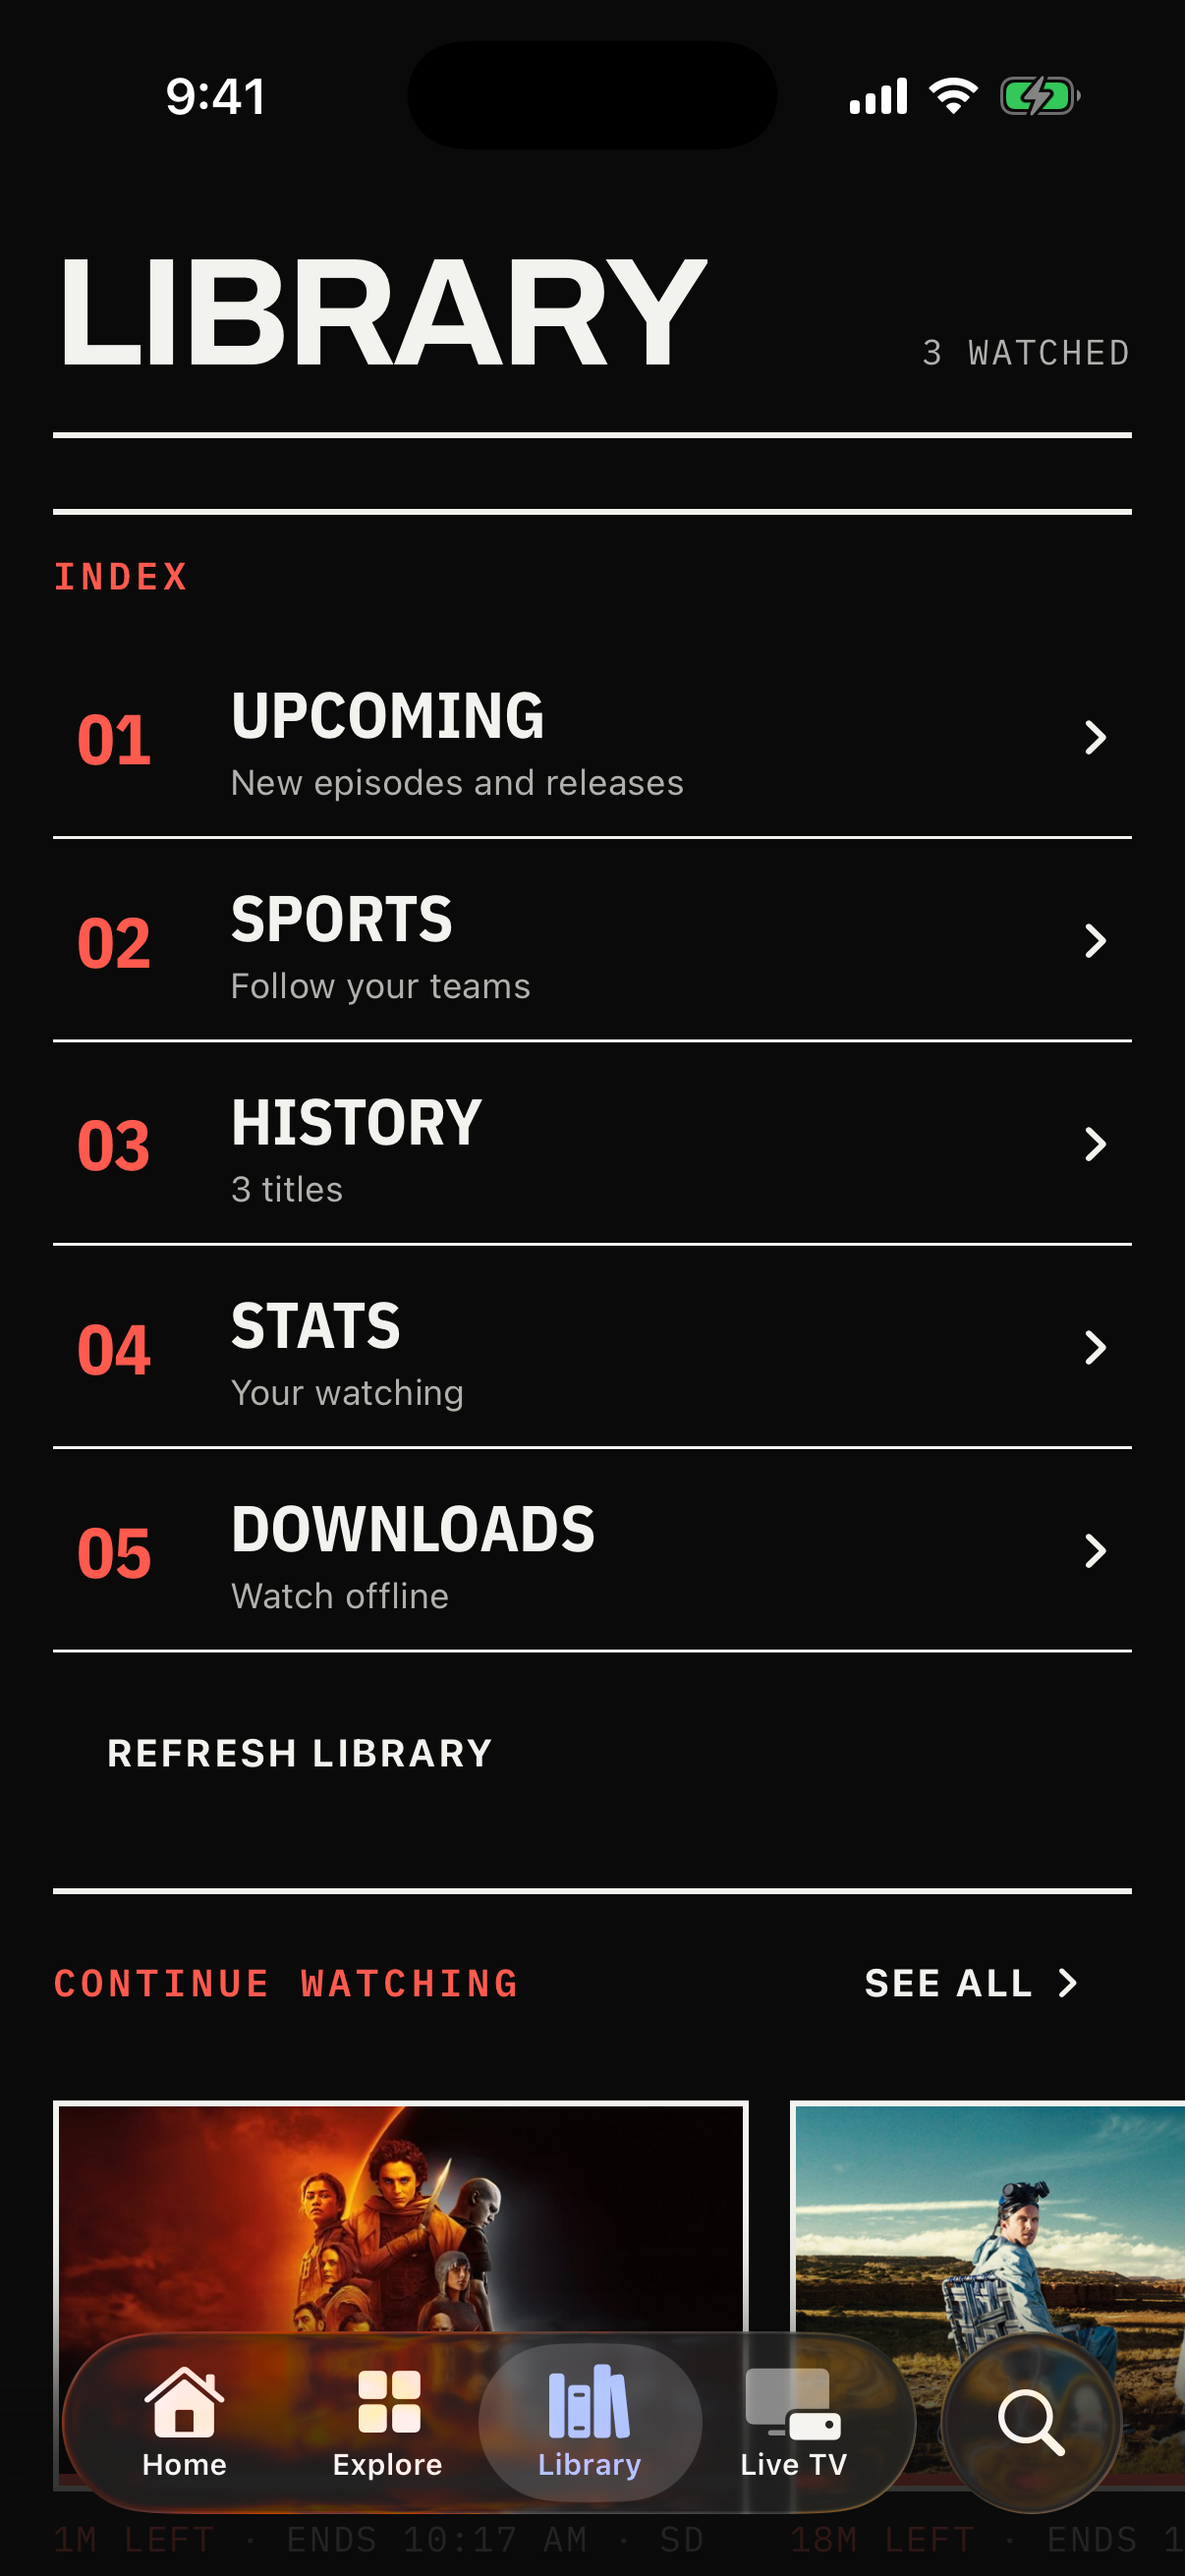 9:41
LIBRARY
3 WATCHED
INDEX
01
UPCOMING
New episodes and releases
02
SPORTS
Follow your teams
03
HISTORY
3 titles
04
STATS
Your watching
05
DOWNLOADS
Watch offline
REFRESH LIBRARY
CONTINUE WATCHING
SEE ALL
Home
Explore
Library
Live TV
1M LEFT · ENDS 10:17 AM · SD
18M LEFT · ENDS